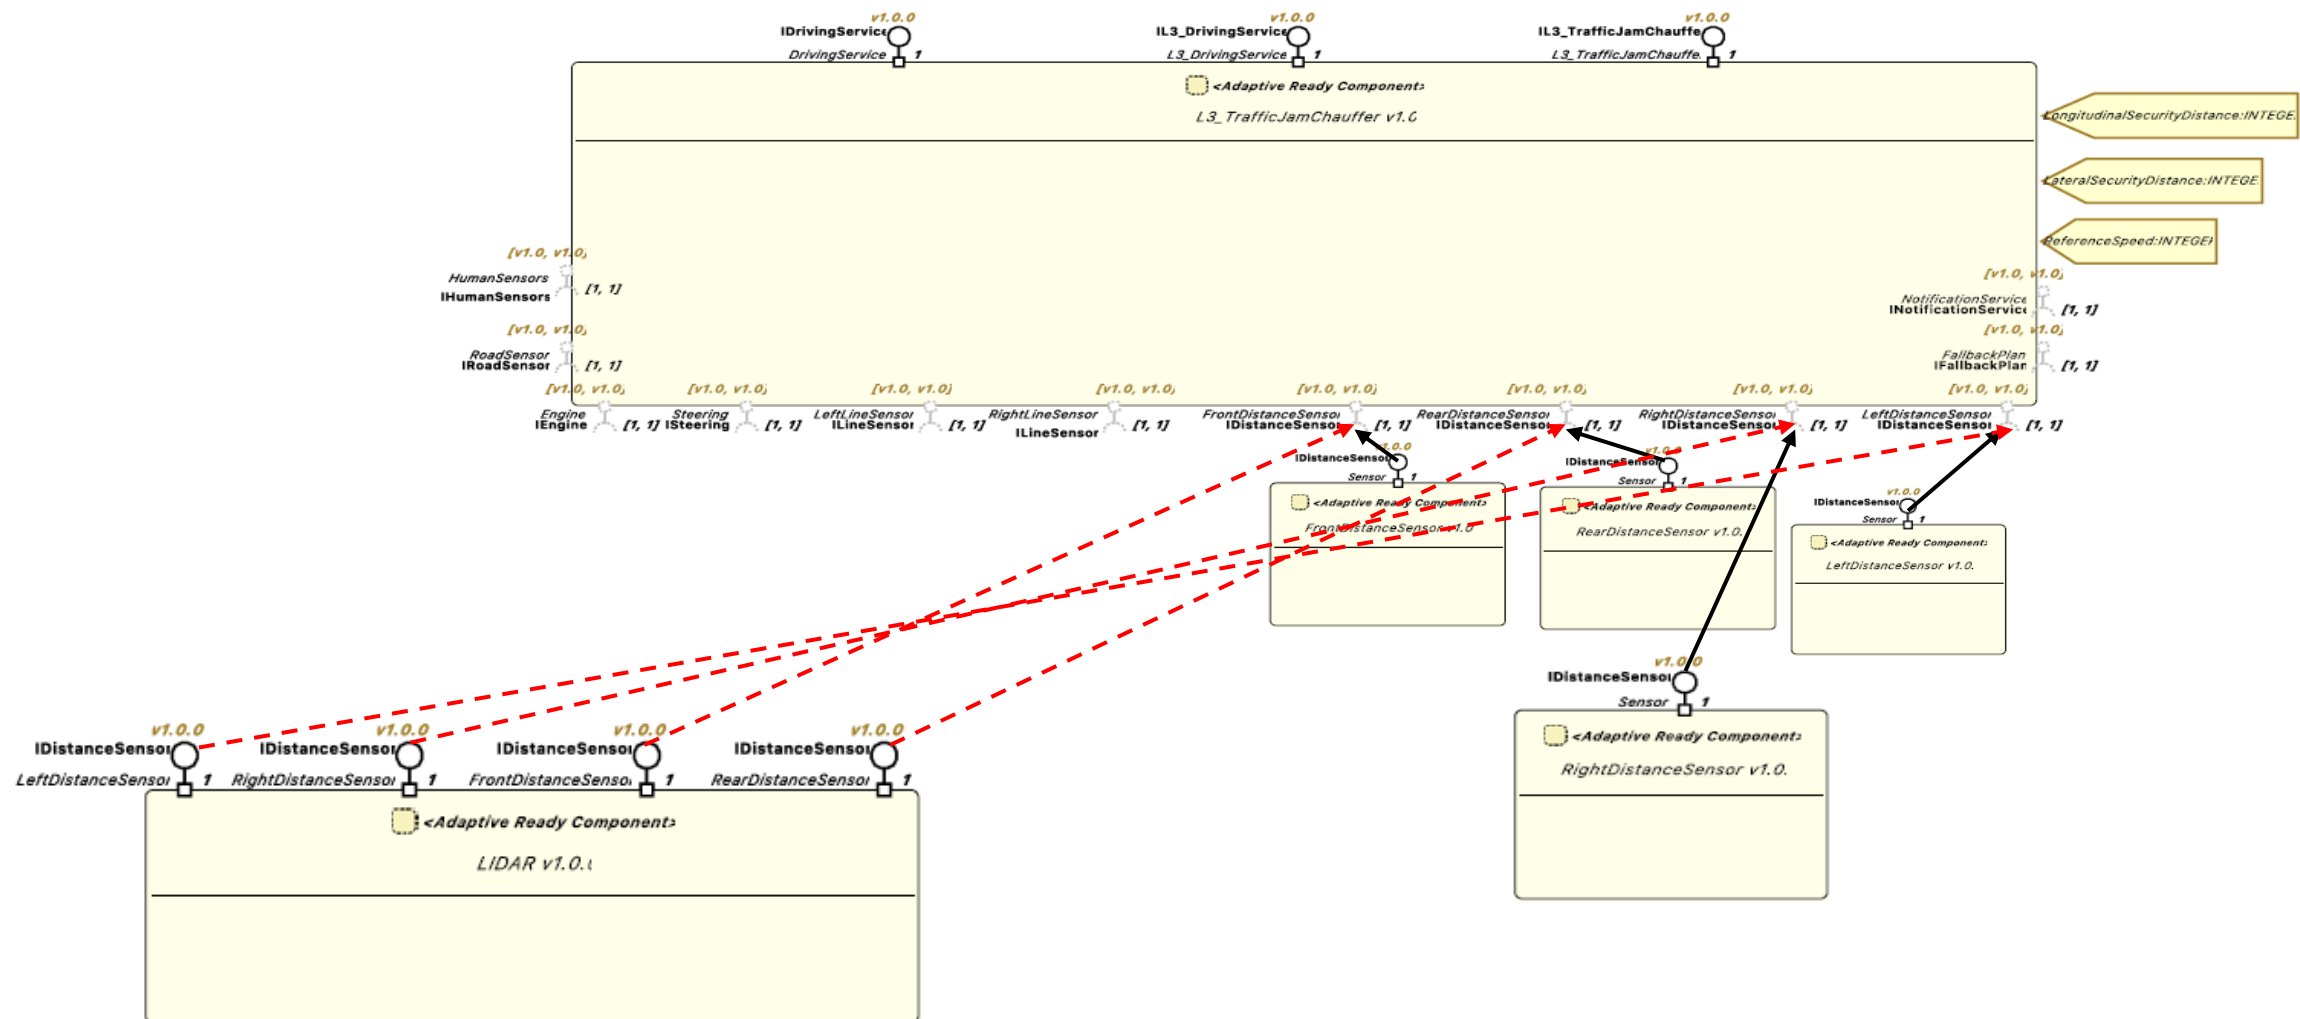 v1.0.0
IDrivingService
DrivingService 1
v1.0.0
IL3_DrivingService
L3_DrivingService 1
v1.0.0
IL3_TrafficJamChauffe
L3_TrafficJamChauffe 1
<Adaptive Ready Component>
L3_TrafficJamChauffer v1.0
LongitudinalSecurityDistance:INTEGE
LateralSecurityDistance:INTEGE
ReferenceSpeed:INTEGER
[v1.0, v1.0]
HumanSensors
IHumanSensors
[1, 1]
[v1.0, v1.0]
RoadSensor
IRoadSensor
[1, 1]
[v1.0, v1.0]
NotificationService
INotificationService
[1, 1]
[v1.0, v1.0]
FallbackPlan
IFallbackPlan
[1, 1]
[v1.0, v1.0]
Engine
IEngine
[1, 1]
[v1.0, v1.0]
Steering
ISteering
[1, 1]
[v1.0, v1.0]
LeftLineSensor
ILineSensor
[1, 1]
[v1.0, v1.0]
RightLineSensor
ILineSensor
[1, 1]
[v1.0, v1.0]
FrontDistanceSensor
IDistanceSensor
[1, 1]
[v1.0, v1.0]
RearDistanceSensor
IDistanceSensor
[1, 1]
[v1.0, v1.0]
RightDistanceSensor
IDistanceSensor
[1, 1]
[v1.0, v1.0]
LeftDistanceSensor
IDistanceSensor
[1, 1]
v1.0.0
IDistanceSensor
Sensor 1
<Adaptive Ready Component>
FrontDistanceSensor v1.0
v1.0.0
IDistanceSensor
Sensor 1
<Adaptive Ready Component>
RearDistanceSensor v1.0.
v1.0.0
IDistanceSensor
Sensor 1
<Adaptive Ready Component>
LeftDistanceSensor v1.0.
v1.0.0
IDistanceSensor
Sensor 1
<Adaptive Ready Component>
RightDistanceSensor v1.0.
v1.0.0
IDistanceSensor
LeftDistanceSensor 1
v1.0.0
IDistanceSensor
RightDistanceSensor 1
v1.0.0
IDistanceSensor
FrontDistanceSensor 1
v1.0.0
IDistanceSensor
RearDistanceSensor 1
<Adaptive Ready Component>
LIDAR v1.0.